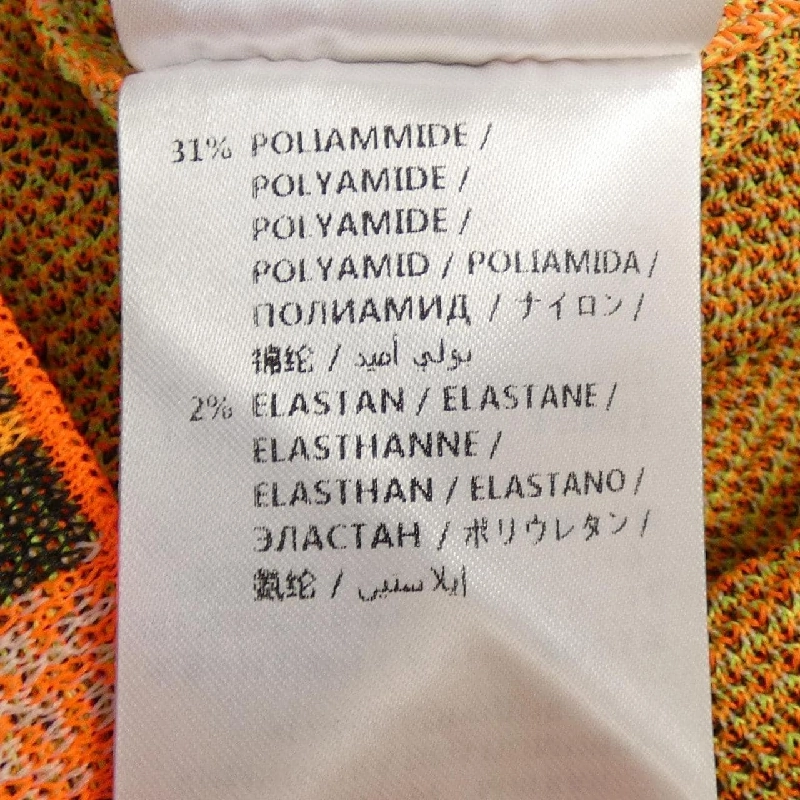 31% POLIAMMIDE /
POLYAMIDE /
POLYAMIDE /
POLYAMID / POLIAMIDA /
ПОЛИАМИД / ナイロン /
锦纶 / بولي أميد
2% ELASTAN / ELASTANE /
ELASTHANNE /
ELASTHAN / ELASTANO /
ЭЛАСТАН / ポリウレタン /
氨纶 / ايلاستين